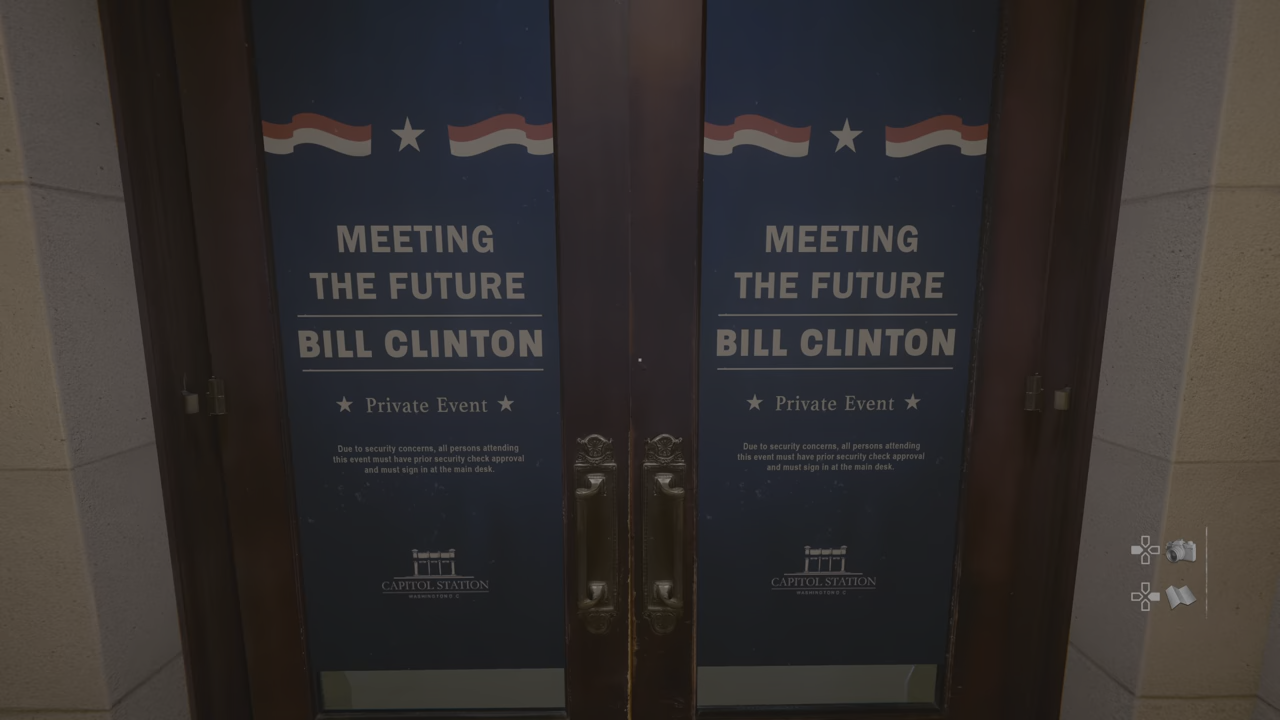 MEETING
THE FUTURE
BILL CLINTON
Private Event
Due to security concerns, all persons attending
this event must have prior security check approval
and must sign in at the main desk.
CAPITOL STATION
WASHINGTON D.C.
MEETING
THE FUTURE
BILL CLINTON
Private Event
Due to security concerns, all persons attending
this event must have prior security check approval
and must sign in at the main desk.
CAPITOL STATION
WASHINGTON D.C.